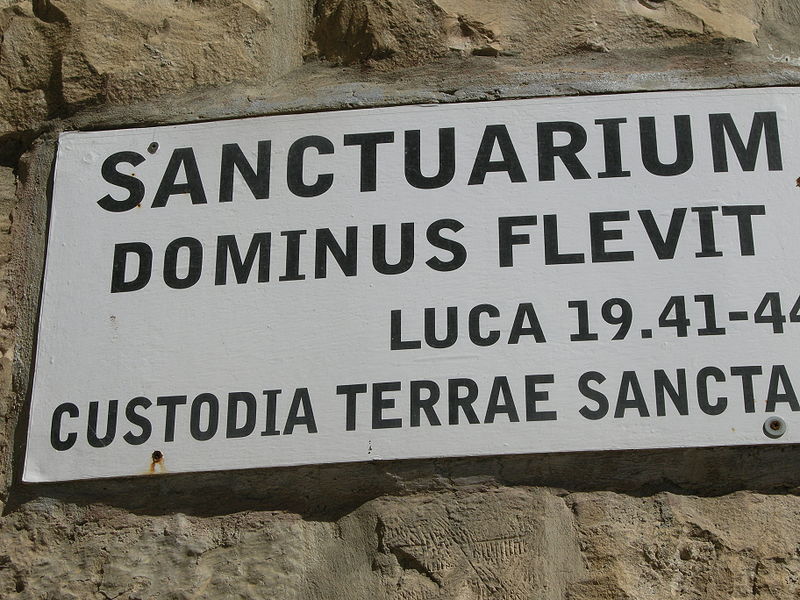 SANCTUARIUM
DOMINUS FLEVIT
LUCA 19.41-44
CUSTODIA TERRAE SANCTA